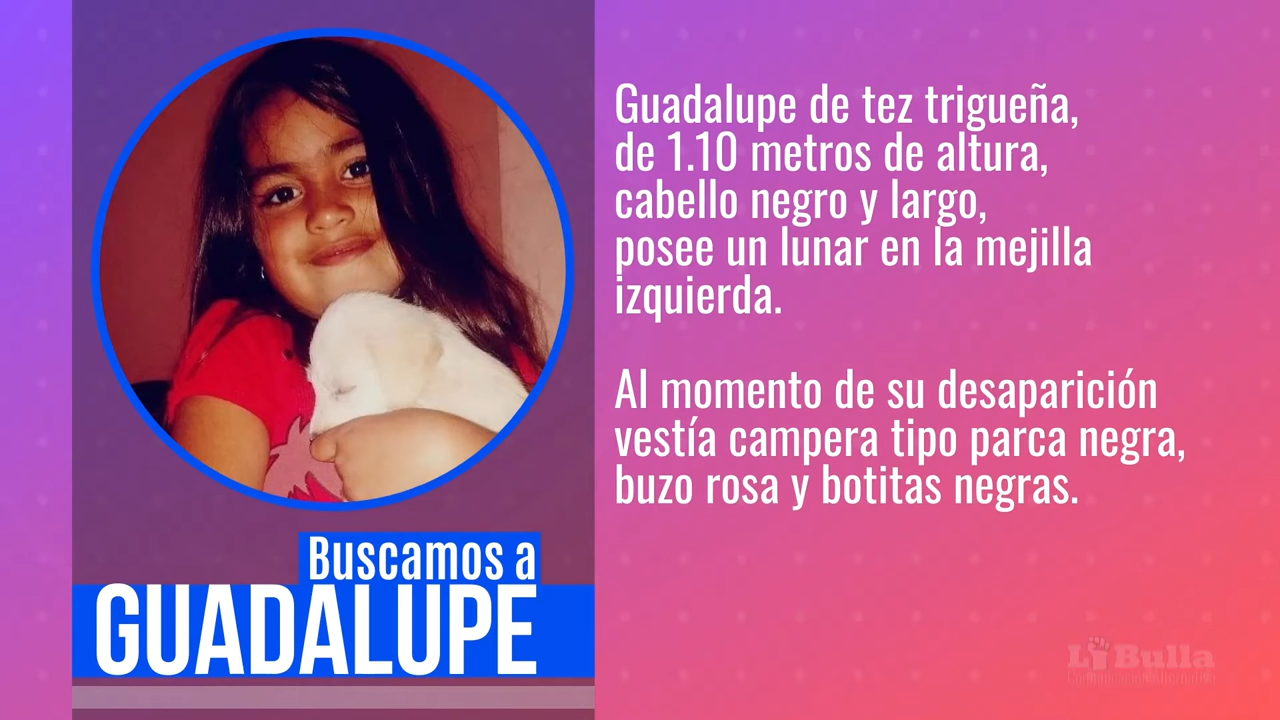 Guadalupe de tez trigueña,
de 1.10 metros de altura,
cabello negro y largo,
posee un lunar en la mejilla
izquierda.
Al momento de su desaparición
vestía campera tipo parca negra,
buzo rosa y botitas negras.
Buscamos a
GUADALUPE
La Bulla
Comunicación Alternativa